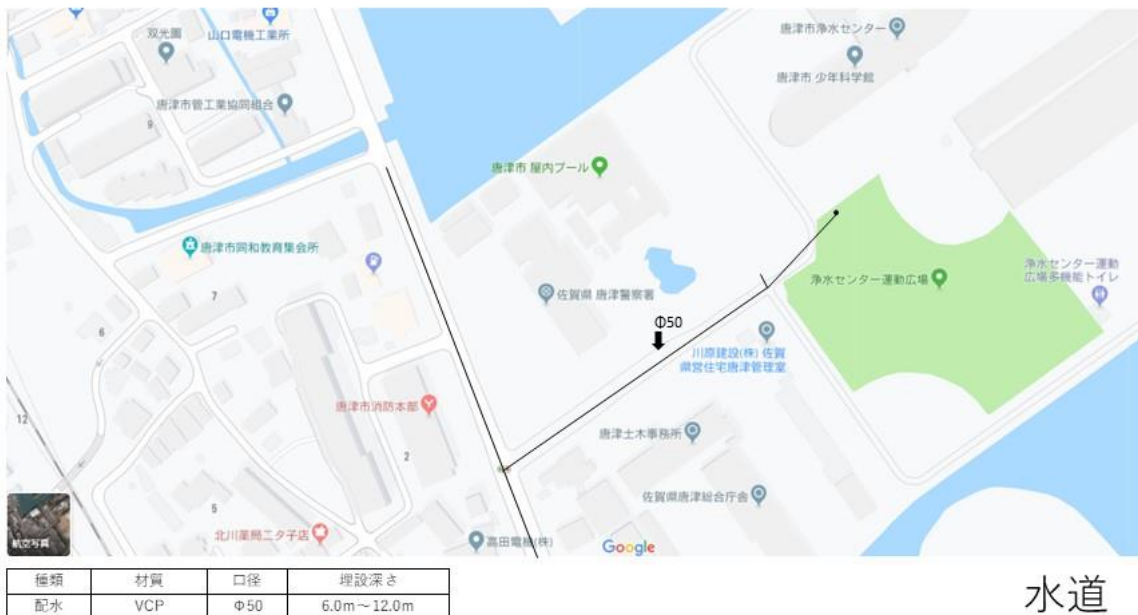 双光園
山口電機工業所
唐津市浄水センター
唐津市 少年科学館
唐津市管工業協同組合
9
唐津市 屋内プール
唐津市同和教育集会所
浄水センター運動広場
浄水センター運動
広場多機能トイレ
佐賀県 唐津警察署
7
6
Φ50
川原建設(株) 佐賀
県営住宅唐津管理室
唐津市消防本部
12
唐津土木事務所
2
佐賀県唐津総合庁舎
5
北川薬局二タ子店
高田電機(株)
航空写真
Google
種類 材質 口径 埋設深さ
配水 VCP Φ50 6.0m～12.0m
水道